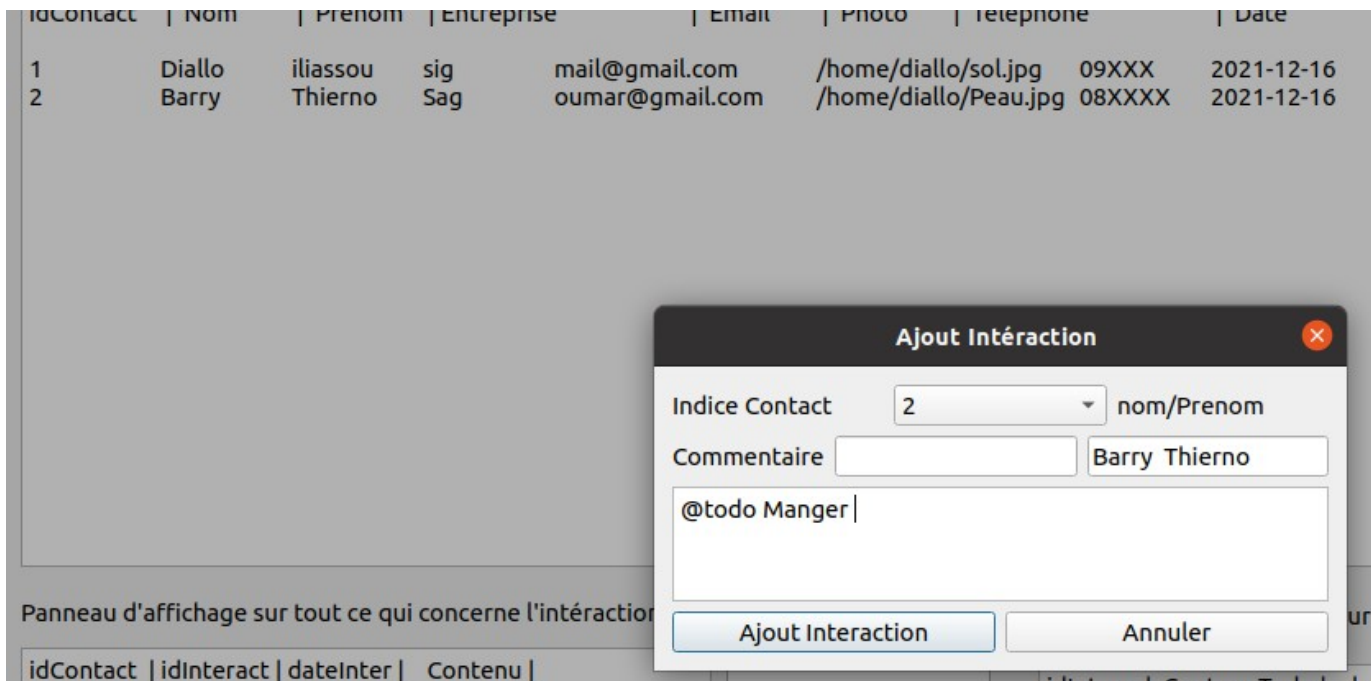 idContact | Nom | Prenom | Entreprise | Email | Photo | Telephone | Date
1 Diallo iliassou sig mail@gmail.com /home/diallo/sol.jpg 09XXX 2021-12-16
2 Barry Thierno Sag oumar@gmail.com /home/diallo/Peau.jpg 08XXXX 2021-12-16
Ajout Intéraction
Indice Contact 2 nom/Prenom
Commentaire Barry Thierno
@todo Manger
Ajout Interaction Annuler
Panneau d'affichage sur tout ce qui concerne l'intéraction
idContact | idInteract | dateInter | Contenu |